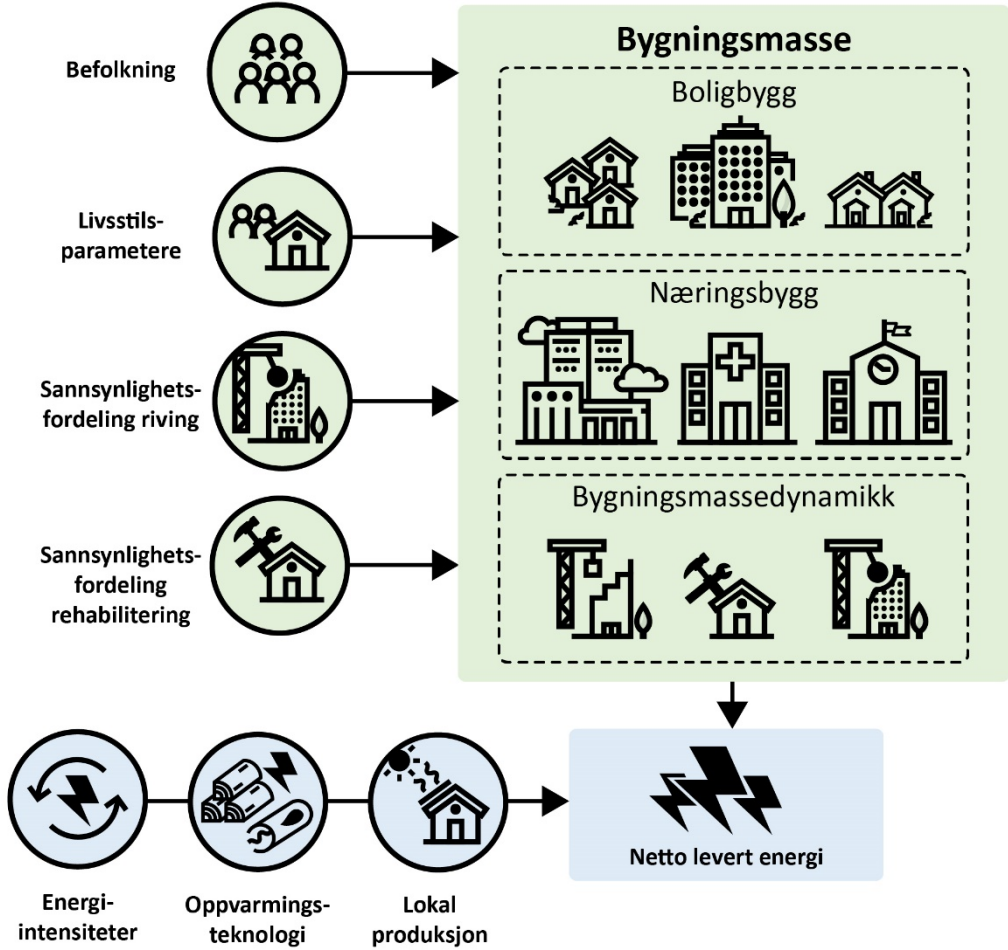 Befolkning
Livsstils-
parametere
Sannsynlighets-
fordeling riving
Sannsynlighets-
fordeling
rehabilitering
Bygningsmasse
Boligbygg
Næringsbygg
Bygningsmassedynamikk
Energi-
intensiteter
Oppvarmings-
teknologi
Lokal
produksjon
Netto levert energi